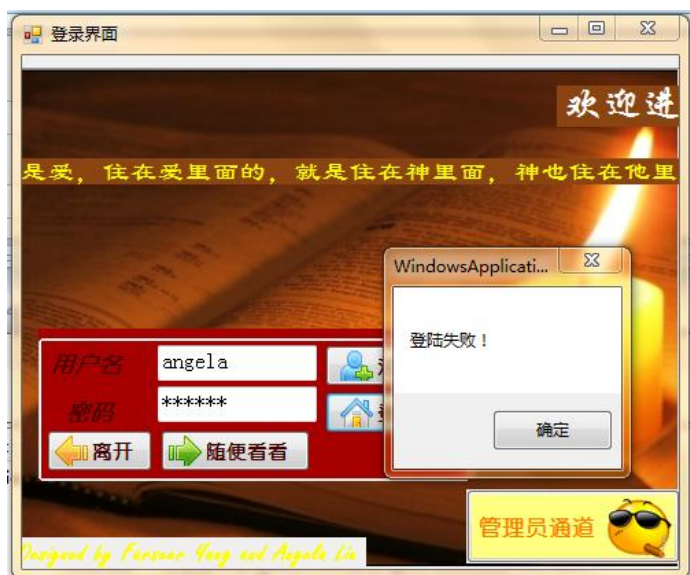 登录界面
欢迎进
是爱，住在爱里面的，就是住在神里面，神也住在他里
WindowsApplicati...
登陆失败！
用户名 angela
密码 ******
确定
离开 随便看看
管理员通道
Designed by Farsear Yang and Angela Liu